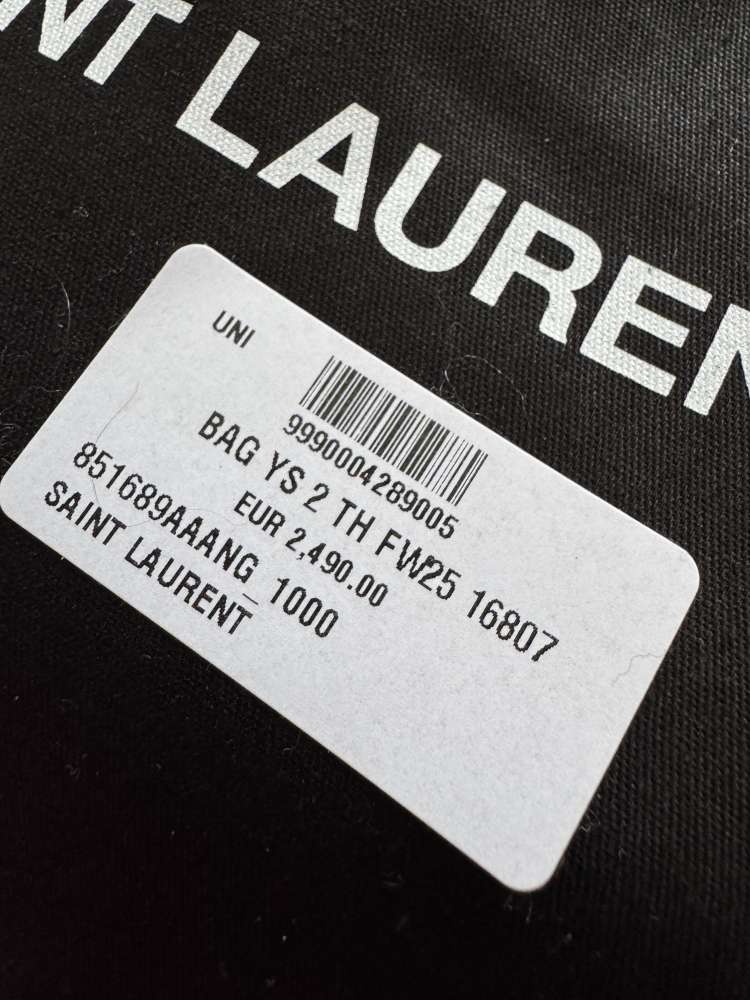 NT LAUREN
UNI
9990004289005
BAG YS 2 TH FW25 16807
EUR 2,490.00
851689AAANG_1000
SAINT LAURENT